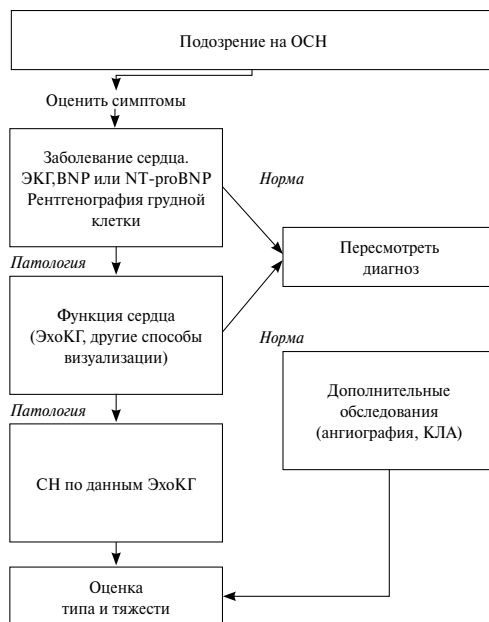 Подозрение на ОСН
Оценить симптомы
Заболевание сердца.
ЭКГ,BNP или NT-proBNP
Рентгенография грудной
клетки
Норма
Пересмотреть
диагноз
Патология
Функция сердца
(ЭхоКГ, другие способы
визуализации)
Норма
Дополнительные
обследования
(ангиография, КЛА)
Патология
СН по данным ЭхоКГ
Оценка
типа и тяжести